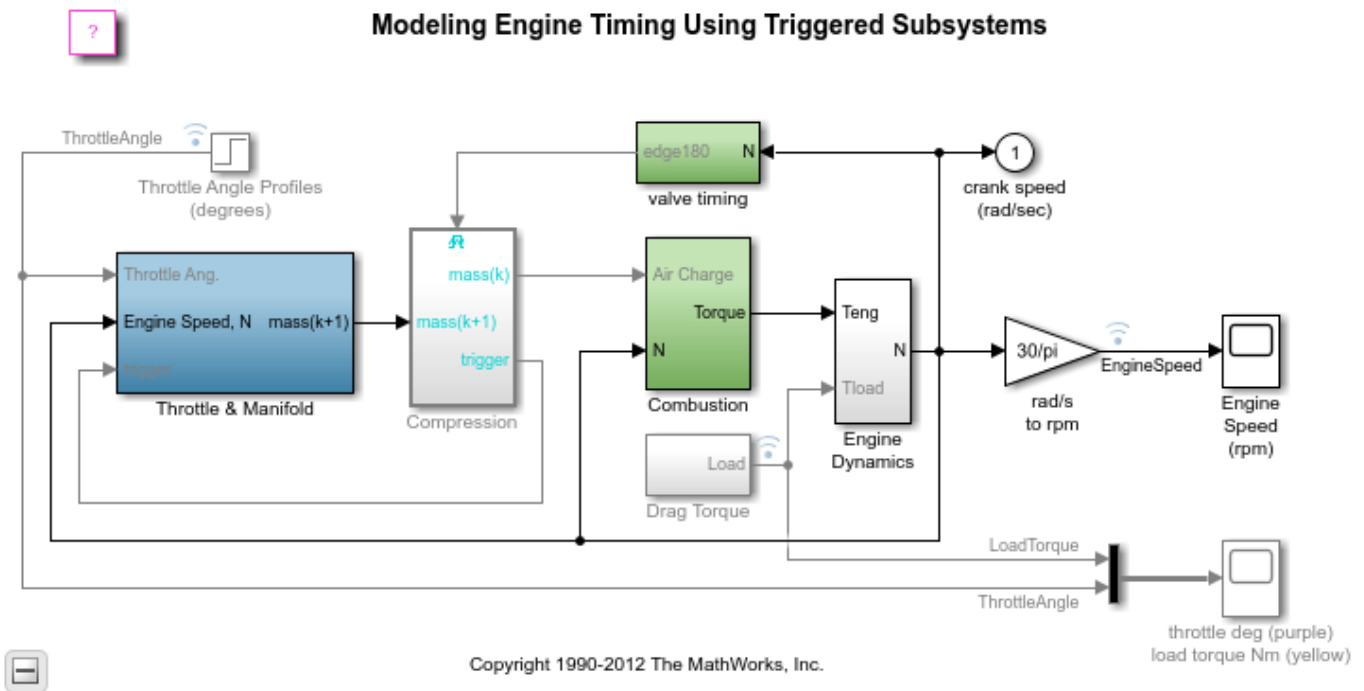 ?
Modeling Engine Timing Using Triggered Subsystems
ThrottleAngle
Throttle Angle Profiles
(degrees)
edge180
N
valve timing
1
crank speed
(rad/sec)
Throttle Ang.
Engine Speed, N
mass(k+1)
trigger
Throttle & Manifold
mass(k)
mass(k+1)
trigger
Compression
Air Charge
Torque
N
Combustion
Load
Drag Torque
Teng
N
Tload
Engine
Dynamics
30/pi
rad/s
to rpm
EngineSpeed
Engine
Speed
(rpm)
LoadTorque
ThrottleAngle
throttle deg (purple)
load torque Nm (yellow)
Copyright 1990-2012 The MathWorks, Inc.